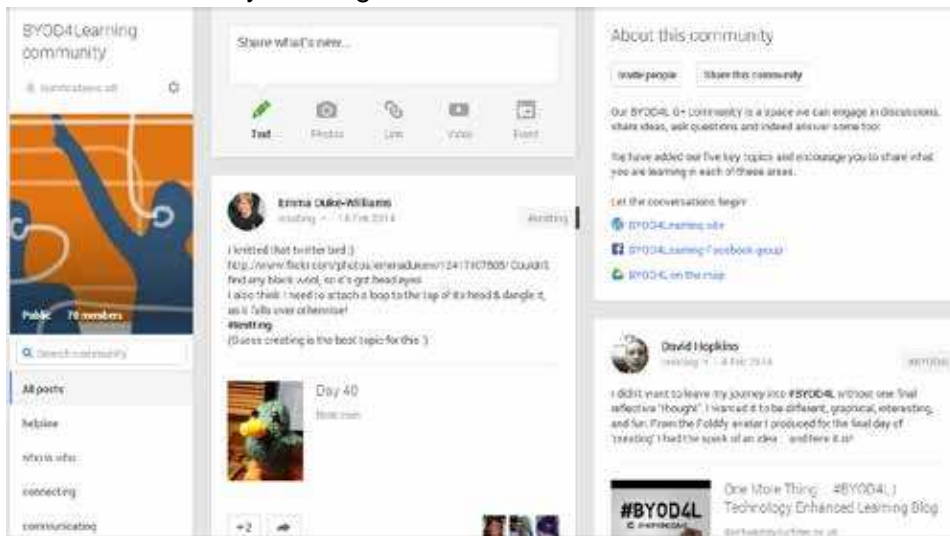 BYOD4Learning
community
Notifications off
Public 70 members
Search community
All posts
helpline
who is who
connecting
communicating
Share what's new...
Text Photos Link Video Event
Emma Duke-Williams
creating - 14 Feb 2014
#knitting
I knitted that twitter bird :)
find any black wool, so it's got bead eyes
I also think I need to attach a loop to the top of its head & dangle it,
as it falls over otherwise!
#knitting
(Guess creating is the best topic for this :)
Day 40
flickr.com
+2
About this community
Invite people Share this community
Our BYOD4L G+ community is a space we can engage in discussions,
share ideas, ask questions and indeed answer some too!
We have added our five key topics and encourage you to share what
you are learning in each of these areas.
Let the conversations begin!
BYOD4Learning site
BYOD4Learning Facebook group
BYOD4L on the map
David Hopkins
creating - 4 Feb 2014
I didn't want to leave my journey into #BYOD4L without one final
reflective 'thought'. I wanted it to be different, graphical, interesting,
and fun. From the Foldify avatar I produced for the final day of
'creating' I had the spark of an idea ... and here it is!
#BYOD4L
One More Thing ... #BYOD4L |
Technology Enhanced Learning Blog